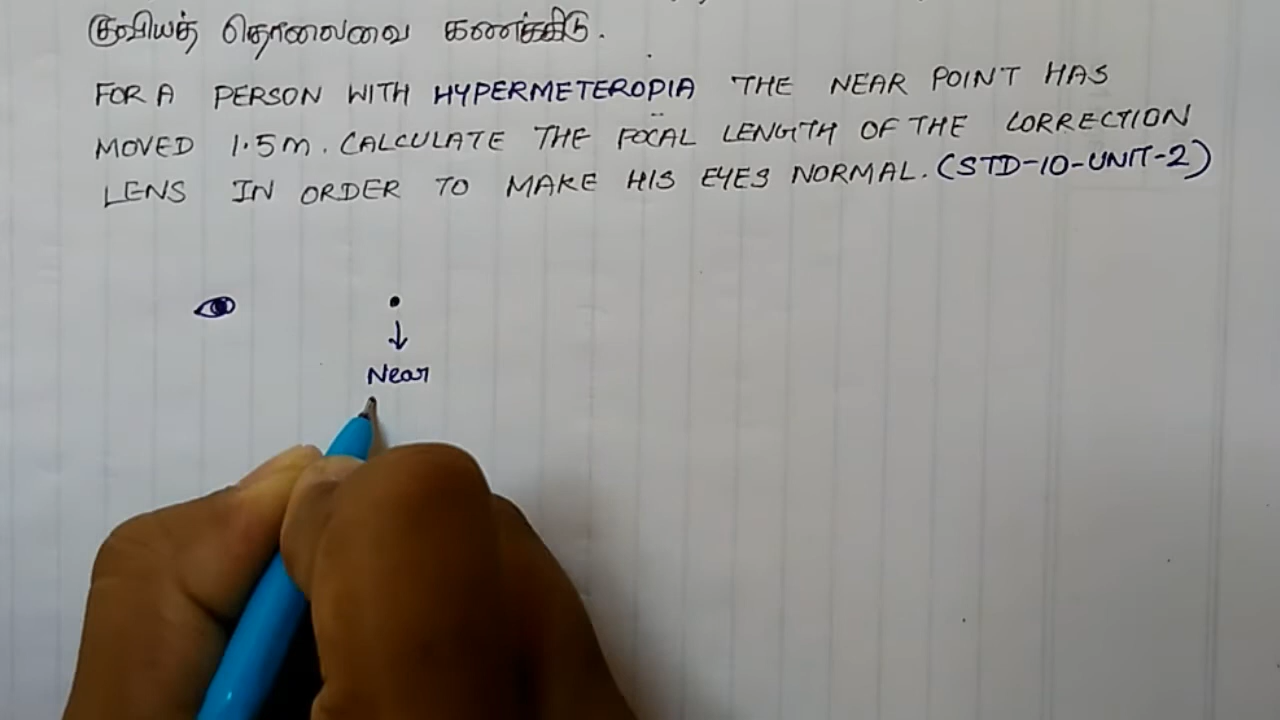 குவியத் தொலைவை கணக்கிடு.
FOR A PERSON WITH HYPERMETEROPIA THE NEAR POINT HAS
MOVED 1.5m. CALCULATE THE FOCAL LENGTH OF THE CORRECTION
LENS IN ORDER TO MAKE HIS EYES NORMAL. (STD-10-UNIT-2)
Near